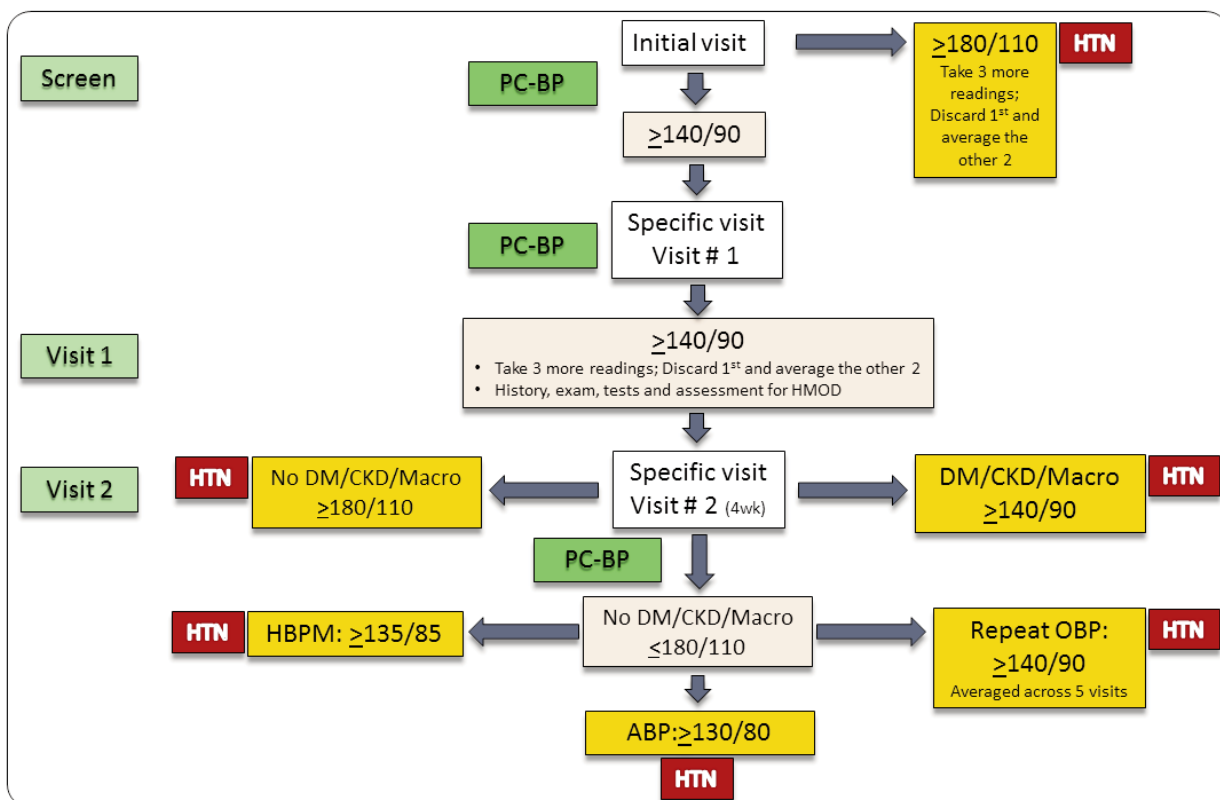 Screen
PC-BP
Initial visit
≥180/110
Take 3 more
readings;
Discard 1st and
average the
other 2
HTN
≥140/90
PC-BP
Specific visit
Visit # 1
Visit 1
≥140/90
• Take 3 more readings; Discard 1st and average the other 2
• History, exam, tests and assessment for HMOD
Visit 2
HTN
No DM/CKD/Macro
≥180/110
Specific visit
Visit # 2 (4wk)
DM/CKD/Macro
≥140/90
HTN
PC-BP
HTN
HBPM: ≥135/85
No DM/CKD/Macro
≤180/110
Repeat OBP:
≥140/90
Averaged across 5 visits
HTN
ABP:≥130/80
HTN